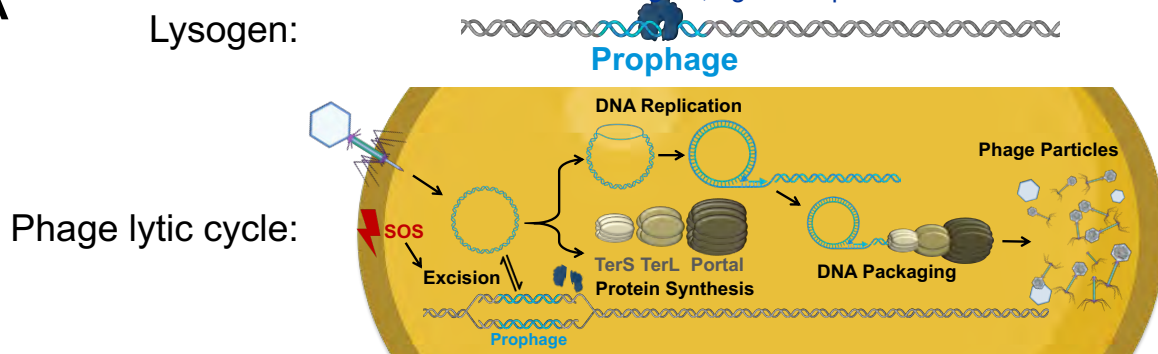 A
Lysogen:
Prophage
DNA Replication
Phage Particles
Phage lytic cycle:
SOS
Excision
TerS TerL Portal
DNA Packaging
Protein Synthesis
Prophage